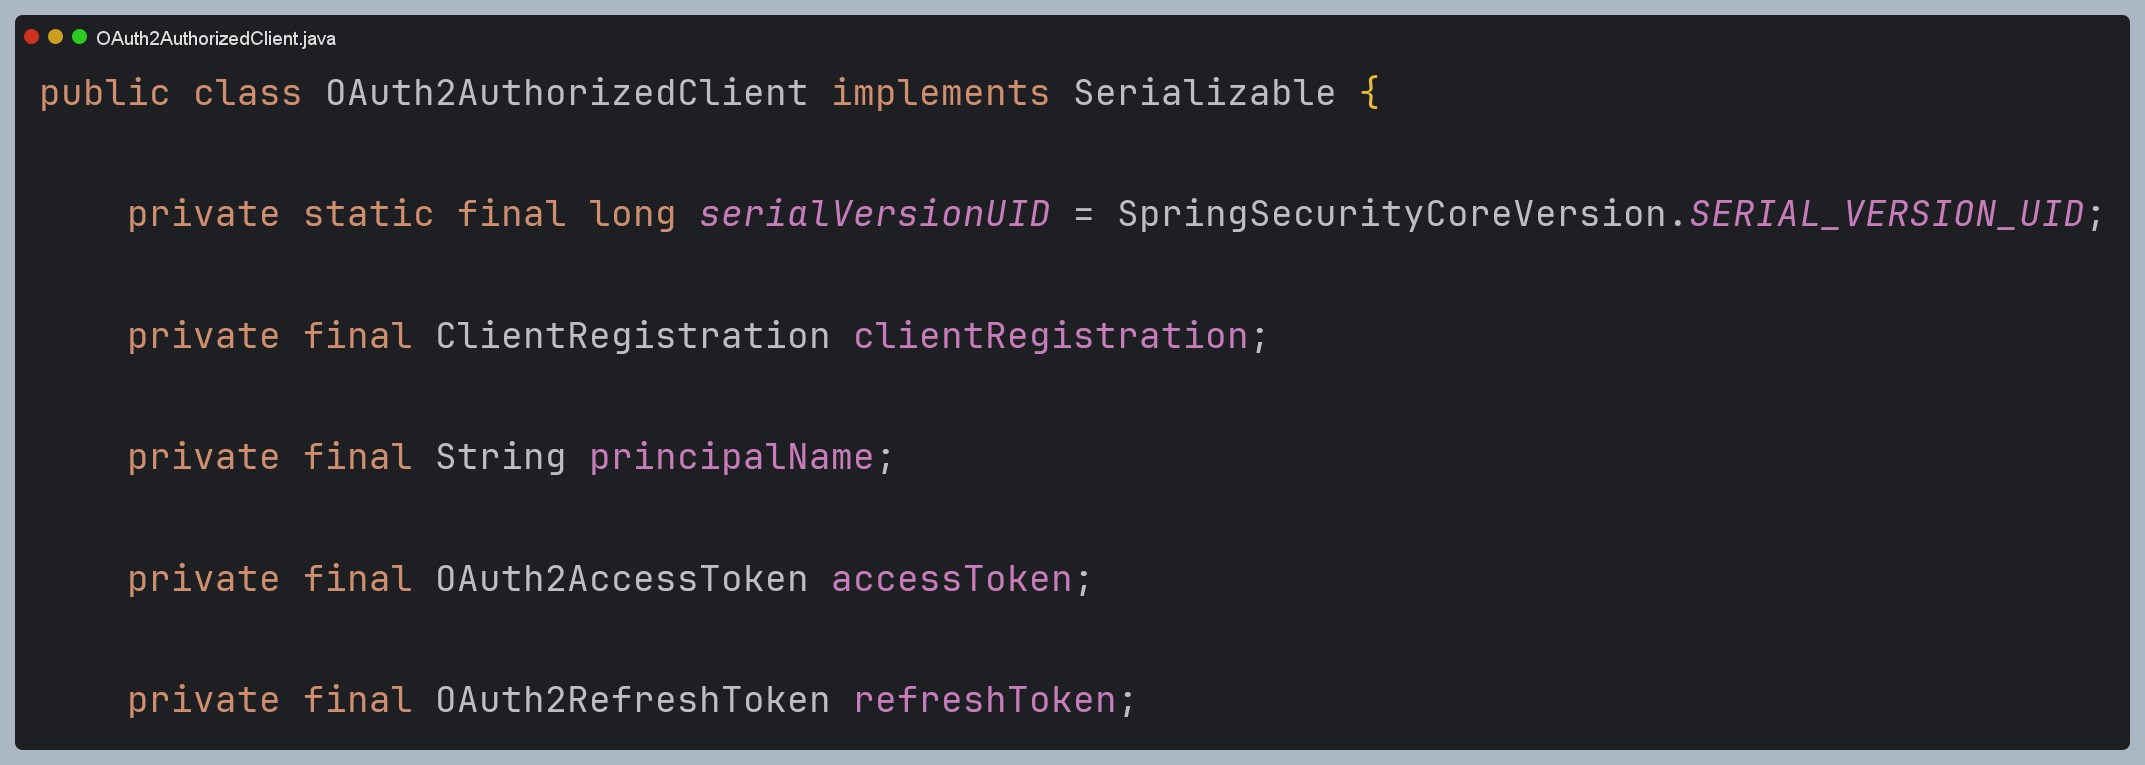 OAuth2AuthorizedClient.java
public class OAuth2AuthorizedClient implements Serializable {
private static final long serialVersionUID = SpringSecurityCoreVersion.SERIAL_VERSION_UID;
private final ClientRegistration clientRegistration;
private final String principalName;
private final OAuth2AccessToken accessToken;
private final OAuth2RefreshToken refreshToken;